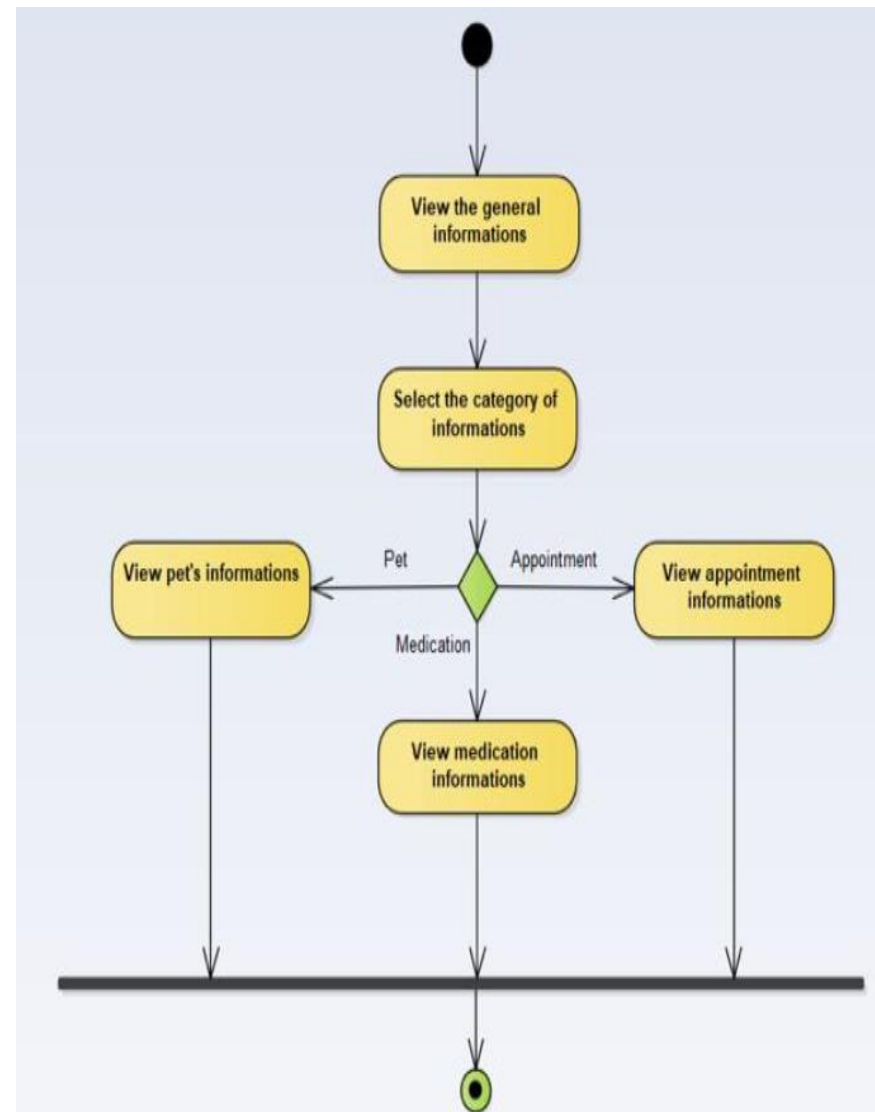 View the general
informations
Select the category of
informations
Pet
Appointment
View pet's informations
View appointment
informations
Medication
View medication
informations